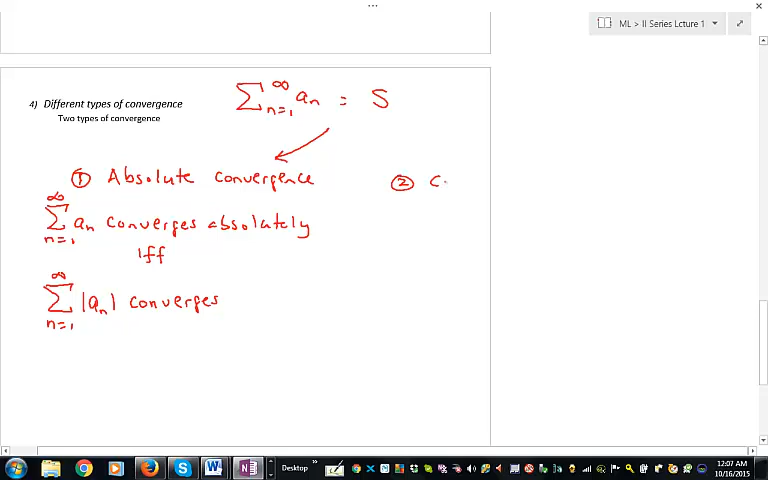 ML > II Series Lcture 1
4) Different types of convergence
Two types of convergence
∑_{n=1}^{∞} a_n = S
① Absolute convergence
② C
∑_{n=1}^{∞} a_n converges absolutely
iff
∑_{n=1}^{∞} |a_n| converges
Desktop
12:07 AM
10/16/2015